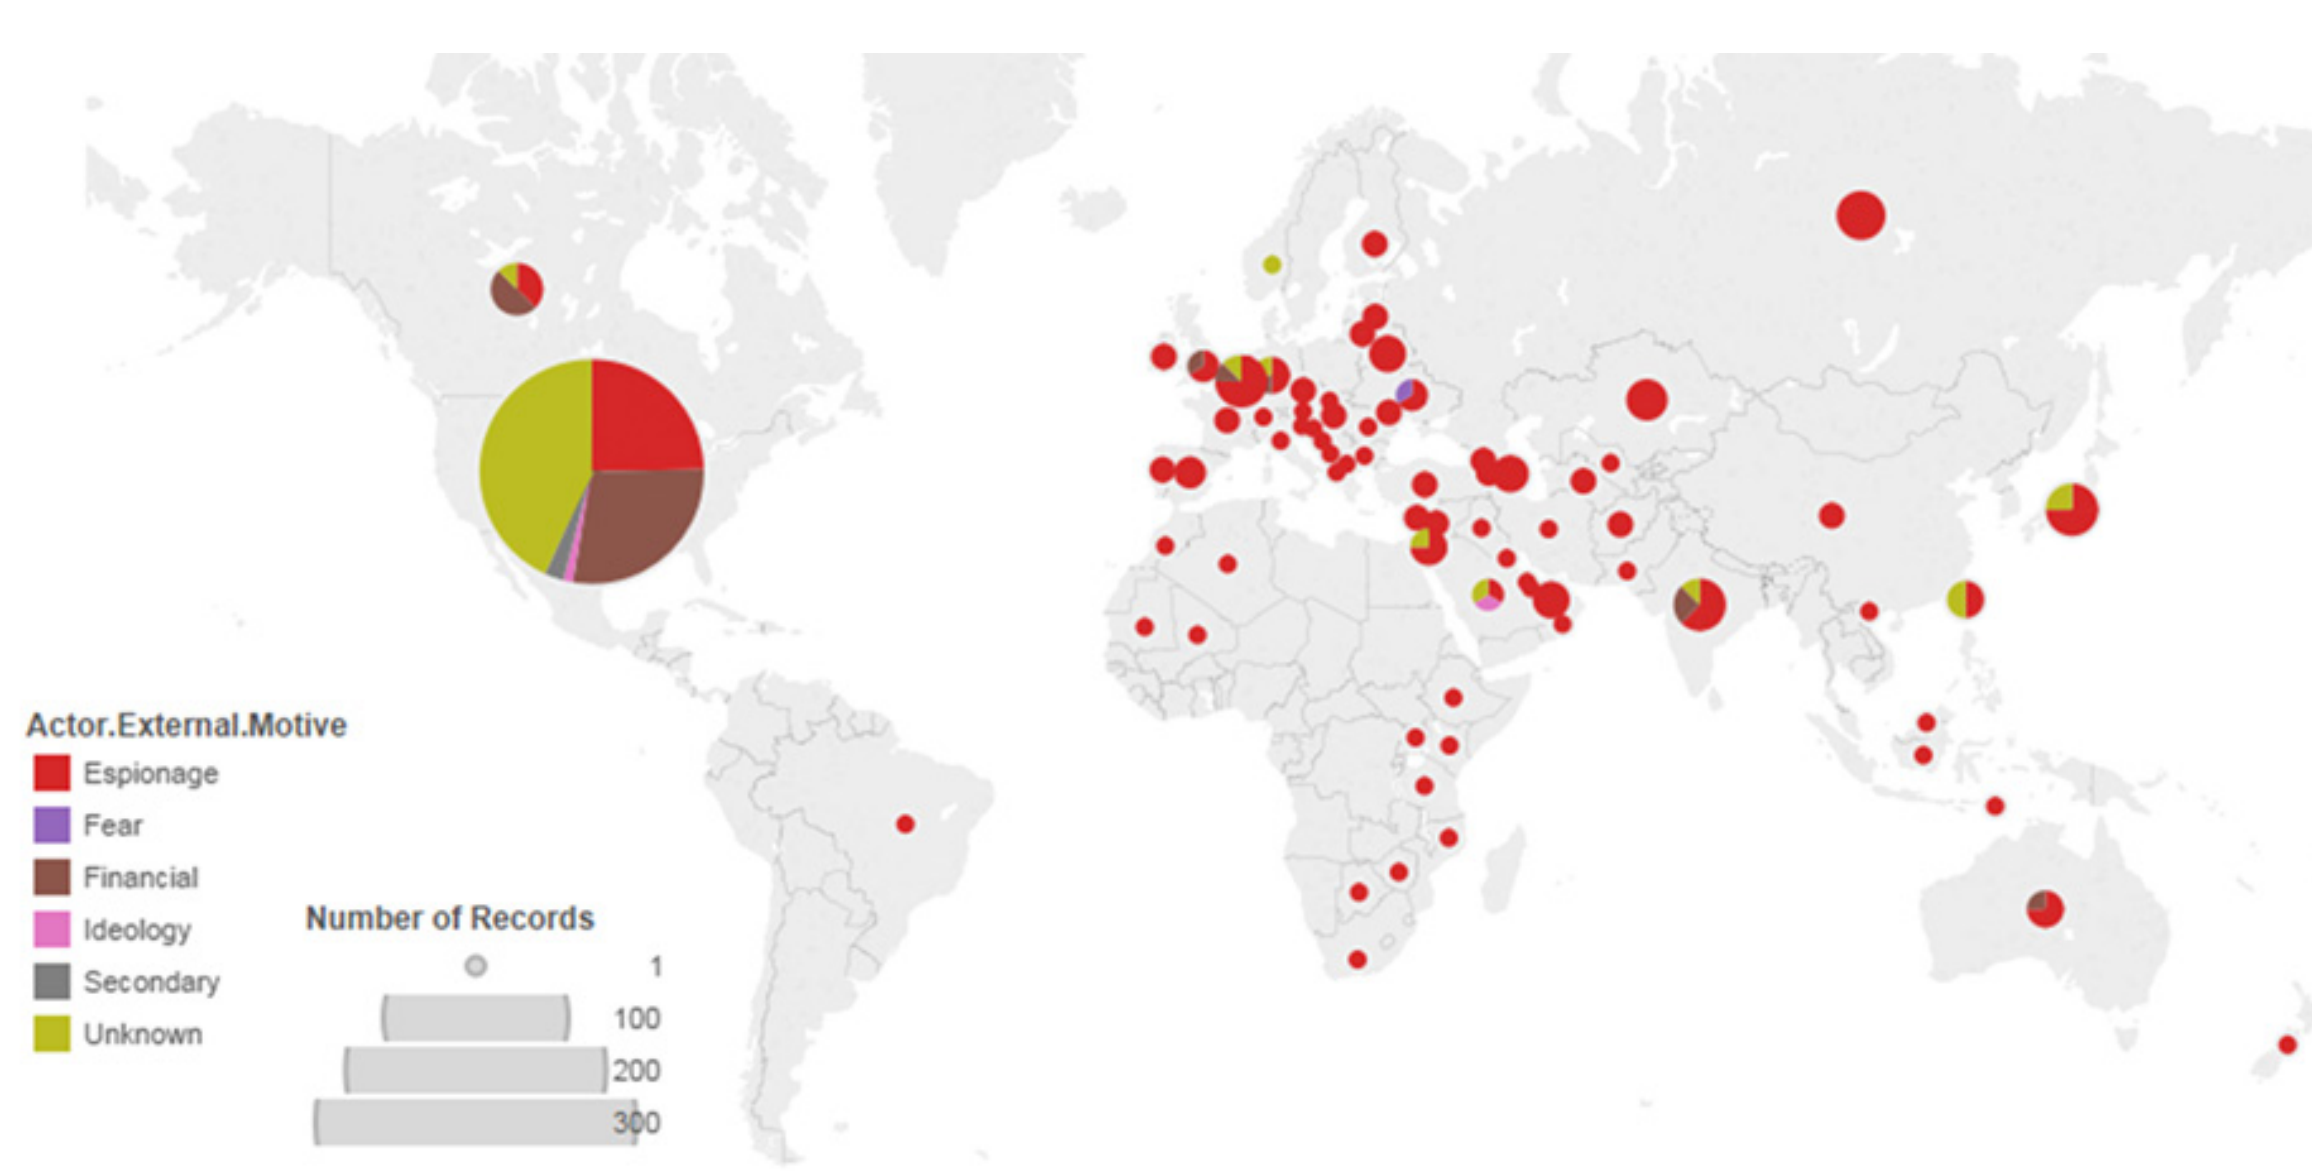 Actor.External.Motive
Espionage
Fear
Financial
Ideology
Secondary
Unknown
Number of Records
1
100
200
300